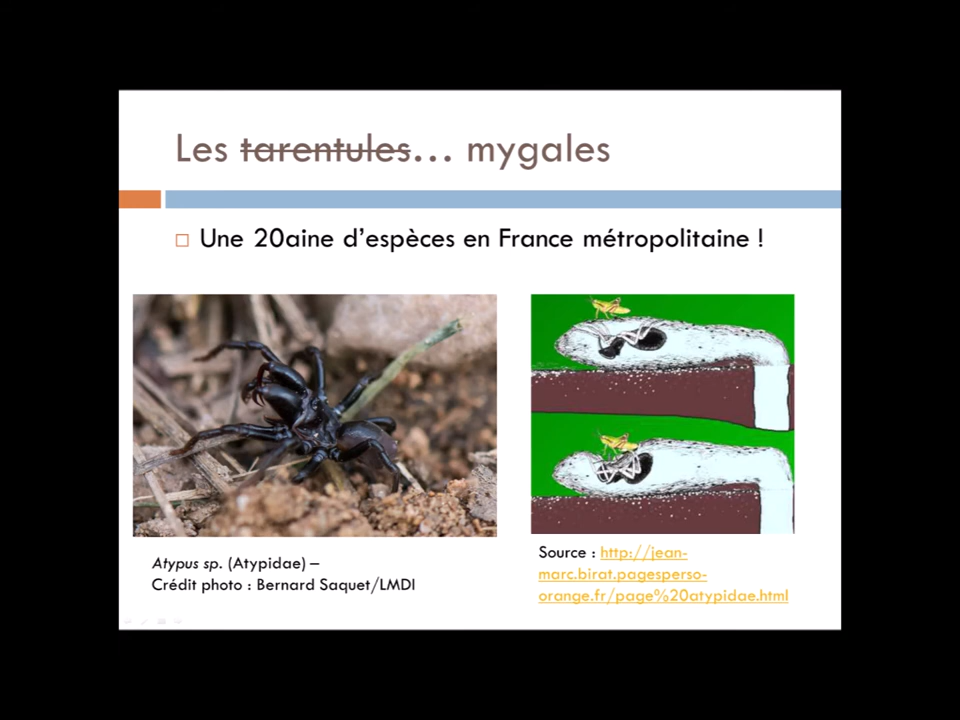 Les tarentules... mygales
Une 20aine d'espèces en France métropolitaine !
Atypus sp. (Atypidae) –
Crédit photo : Bernard Saquet/LMDI
Source : http://jean-
marc.birat.pagesperso-
orange.fr/page%20atypidae.html